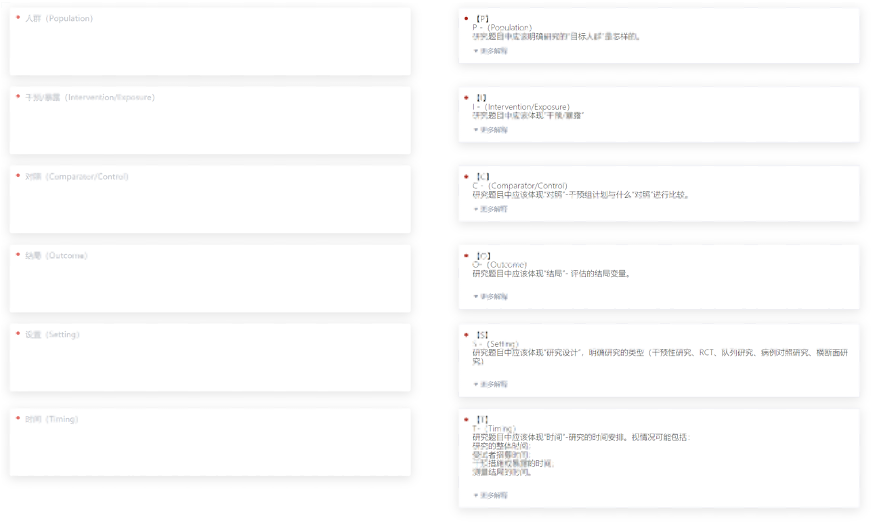 * 人群（Population）
* 干预/暴露（Intervention/Exposure）
* 对照（Comparator/Control）
* 结局（Outcome）
* 设置（Setting）
* 时间（Timing）
【P】
P -（Population）
研究题目中应该明确研究的“目标人群”是怎样的。
更多解释
【I】
I -（Intervention/Exposure）
研究题目中应该体现“干预/暴露”
更多解释
【C】
C -（Comparator/Control）
研究题目中应该体现“对照”-干预组计划与什么“对照”进行比较。
更多解释
【O】
O-（Outcome）
研究题目中应该体现“结局”- 评估的结局变量。
更多解释
【S】
S -（Setting）
研究题目中应该体现“研究设计”，明确研究的类型（干预性研究、RCT、队列研究、病例对照研究、横断面研
究）
更多解释
【T】
T-（Timing）
研究题目中应该体现“时间”-研究的时间安排。视情况可能包括：
研究的整体时间；
受试者招募时间；
干预措施或暴露的时间，
测量结局的时间。
更多解释